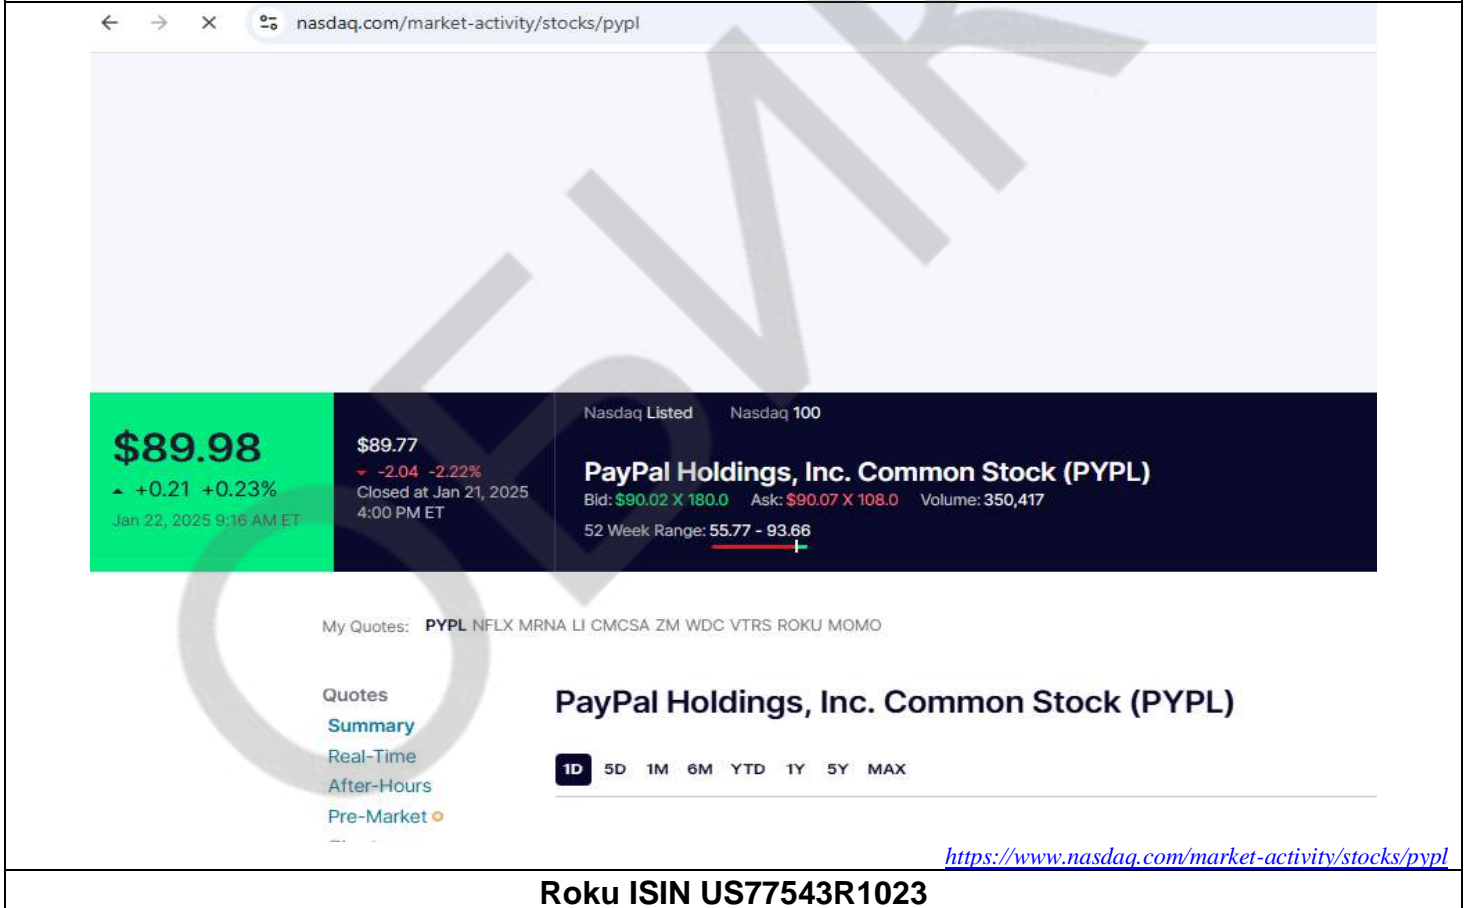 nasdaq.com/market-activity/stocks/pypl
Nasdaq Listed Nasdaq 100
$89.98
+0.21 +0.23%
Jan 22, 2025 9:16 AM ET
$89.77
-2.04 -2.22%
Closed at Jan 21, 2025
4:00 PM ET
PayPal Holdings, Inc. Common Stock (PYPL)
Bid: $90.02 X 180.0 Ask: $90.07 X 108.0 Volume: 350,417
52 Week Range: 55.77 - 93.66
My Quotes: PYPL NFLX MRNA LI CMCSA ZM WDC VTRS ROKU MOMO
Quotes
Summary
Real-Time
After-Hours
Pre-Market
PayPal Holdings, Inc. Common Stock (PYPL)
1D 5D 1M 6M YTD 1Y 5Y MAX
https://www.nasdaq.com/market-activity/stocks/pypl
Roku ISIN US77543R1023